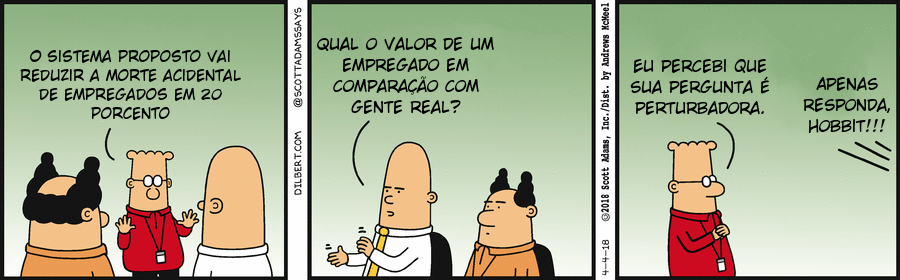 O SISTEMA PROPOSTO VAI
REDUZIR A MORTE ACIDENTAL
DE EMPREGADOS EM 20
PORCENTO
DILBERT.COM @SCOTTADAMSSAYS
QUAL O VALOR DE UM
EMPREGADO EM
COMPARAÇÃO COM
GENTE REAL?
4-4-18 ©2018 Scott Adams, Inc./Dist. by Andrews McMeel
EU PERCEBI QUE
SUA PERGUNTA É
PERTURBADORA.
APENAS
RESPONDA,
HOBBIT!!!